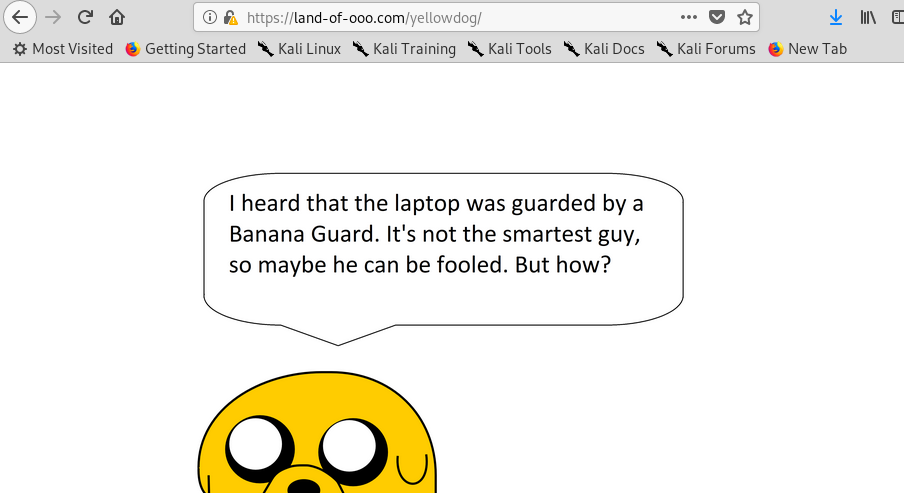 https://land-of-ooo.com/yellowdog/
Most Visited Getting Started Kali Linux Kali Training Kali Tools Kali Docs Kali Forums New Tab
I heard that the laptop was guarded by a
Banana Guard. It's not the smartest guy,
so maybe he can be fooled. But how?